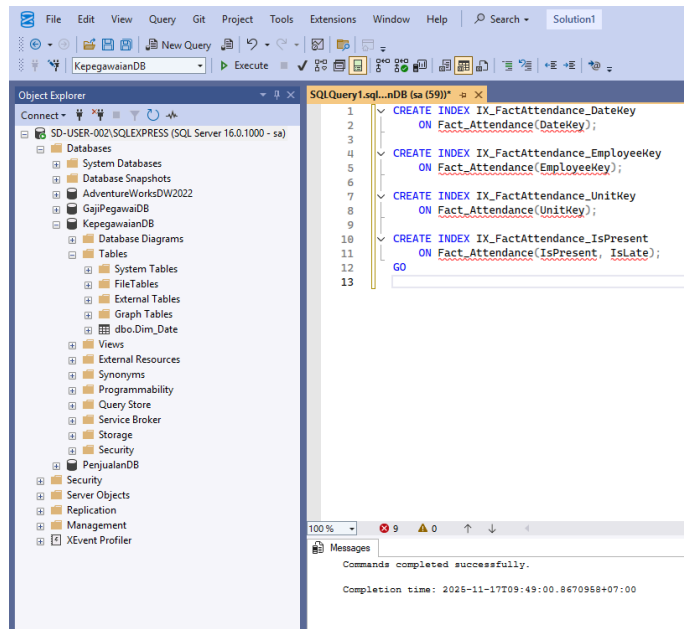 File Edit View Query Git Project Tools Extensions Window Help Search Solution1
New Query
KepegawaianDB Execute
Object Explorer
Connect
SD-USER-002\SQLEXPRESS (SQL Server 16.0.1000 - sa)
Databases
System Databases
Database Snapshots
AdventureWorksDW2022
GajiPegawaiDB
KepegawaianDB
Database Diagrams
Tables
System Tables
FileTables
External Tables
Graph Tables
dbo.Dim_Date
Views
External Resources
Synonyms
Programmability
Query Store
Service Broker
Storage
Security
PenjualanDB
Security
Server Objects
Replication
Management
XEvent Profiler
SQLQuery1.sql...nDB (sa (59))*
1 CREATE INDEX IX_FactAttendance_DateKey
2 ON Fact_Attendance(DateKey);
3
4 CREATE INDEX IX_FactAttendance_EmployeeKey
5 ON Fact_Attendance(EmployeeKey);
6
7 CREATE INDEX IX_FactAttendance_UnitKey
8 ON Fact_Attendance(UnitKey);
9
10 CREATE INDEX IX_FactAttendance_IsPresent
11 ON Fact_Attendance(IsPresent, IsLate);
12 GO
13
100 % 9 0
Messages
Commands completed successfully.
Completion time: 2025-11-17T09:49:00.8670958+07:00